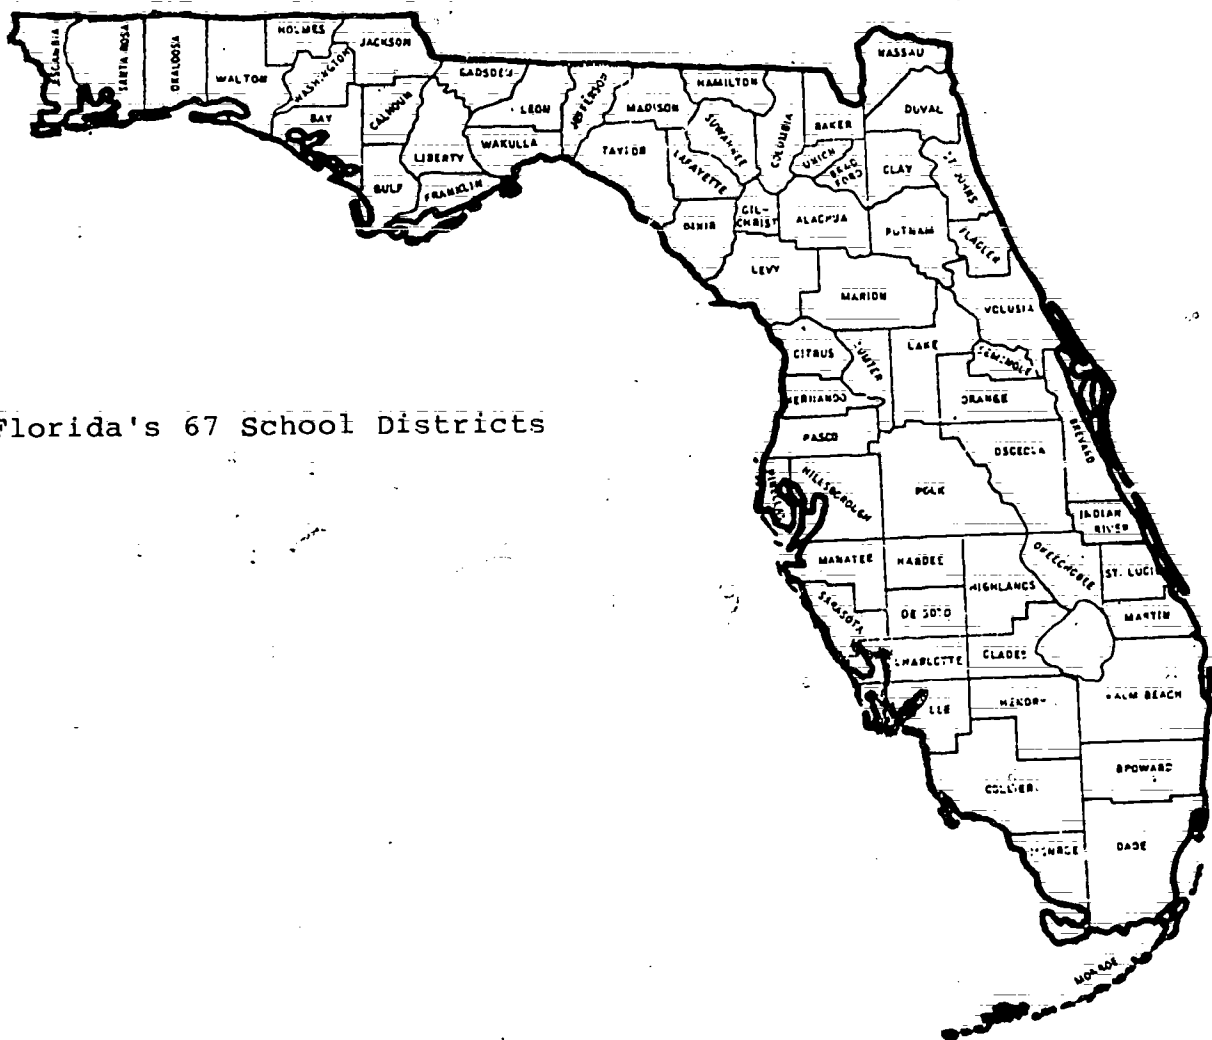 ESCAMBIA
SANTA ROSA
OKALOOSA
WALTON
HOLMES
WASHINGTON
JACKSON
BAY
CALHOUN
GULF
GADSDEN
LIBERTY
FRANKLIN
LEON
WAKULLA
JEFFERSON
MADISON
TAYLOR
HAMILTON
SUWANNEE
LAFAYETTE
DIXIE
COLUMBIA
GIL-
CHRIST
BAKER
UNION
BRAD
FORD
ALACHUA
NASSAU
DUVAL
CLAY
ST. JOHNS
PUTNAM
FLAGLER
LEVY
MARION
VOLUSIA
CITRUS
SUMTER
LAKE
SEMINOLE
HERNANDO
ORANGE
Florida's 67 School Districts
PASCO
OSCEOLA
BREVARD
PINELLAS
HILLSBOROUGH
POLK
INDIAN
RIVER
MANATEE
HARDEE
HIGHLANDS
OKEECHOBEE
ST. LUCIE
SARASOTA
DE SOTO
MARTIN
CHARLOTTE
GLADES
LEE
HENDRY
PALM BEACH
COLLIER
BROWARD
MONROE
DADE
MONROE